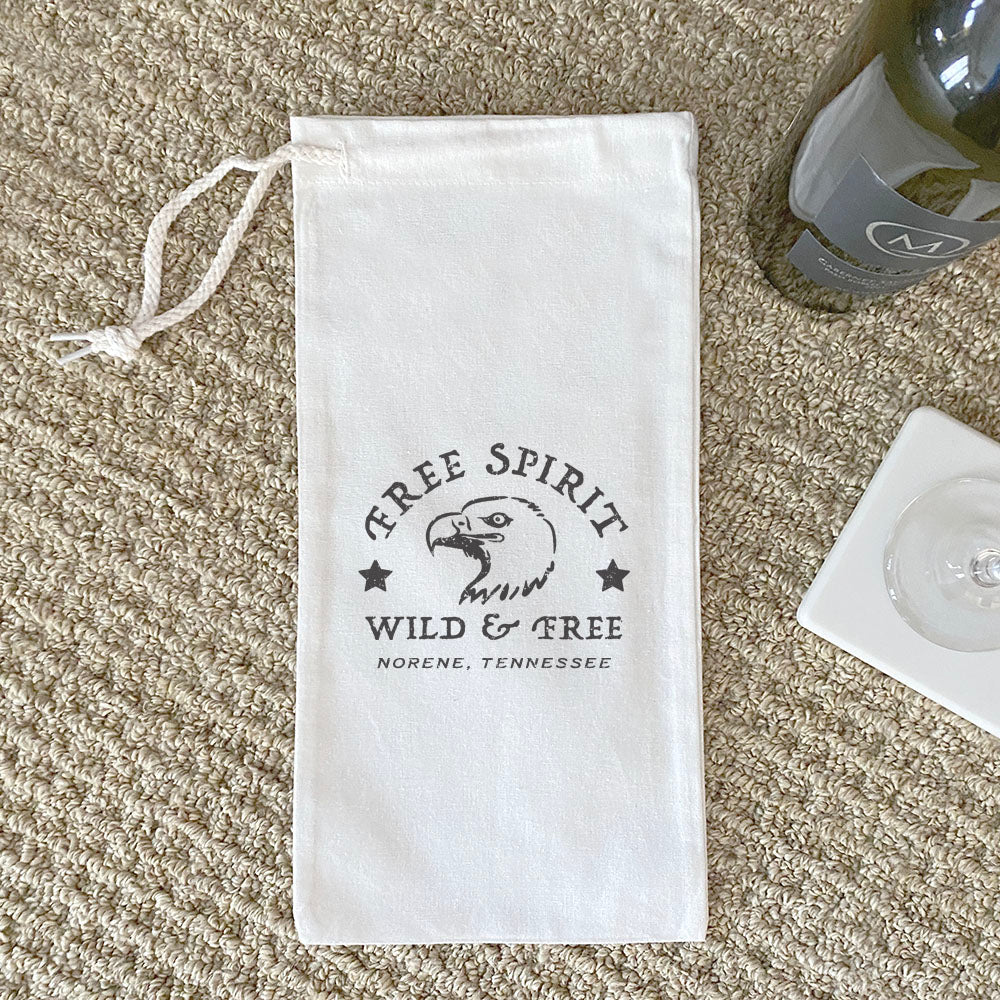 FREE SPIRIT
WILD & FREE
NORENE, TENNESSEE
M